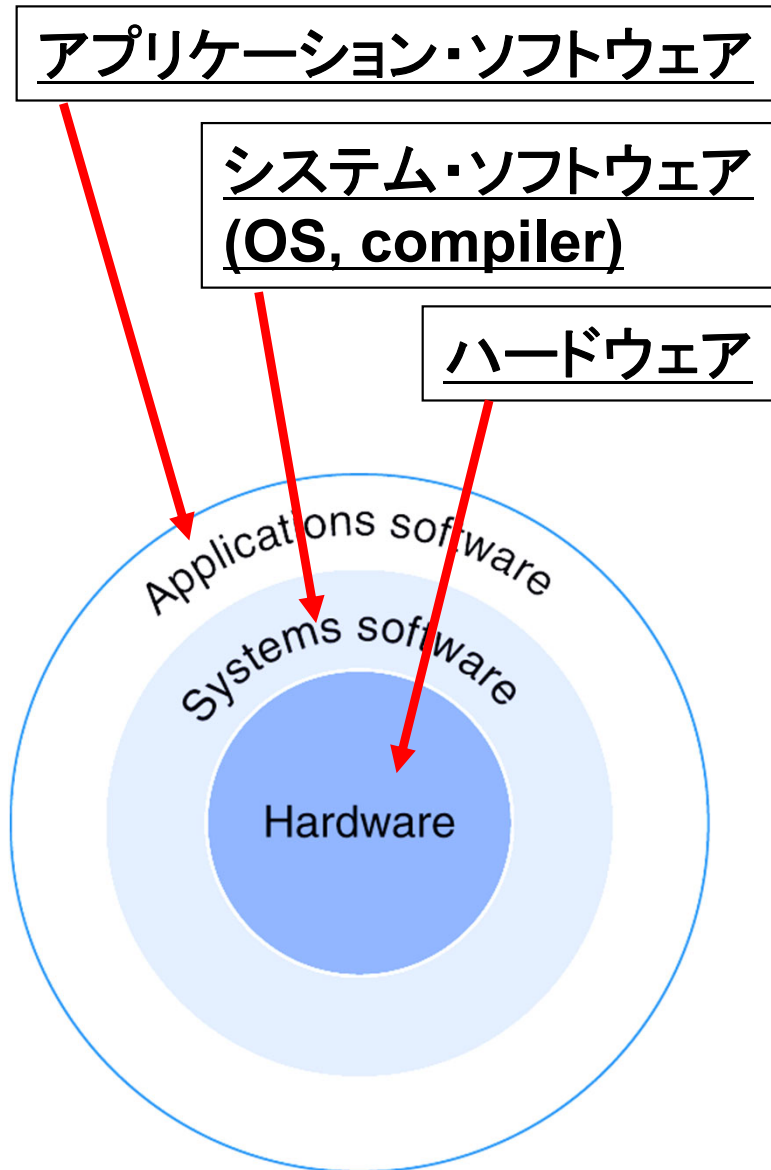 アプリケーション・ソフトウェア
システム・ソフトウェア
(OS, compiler)
ハードウェア
Applications software
Systems software
Hardware